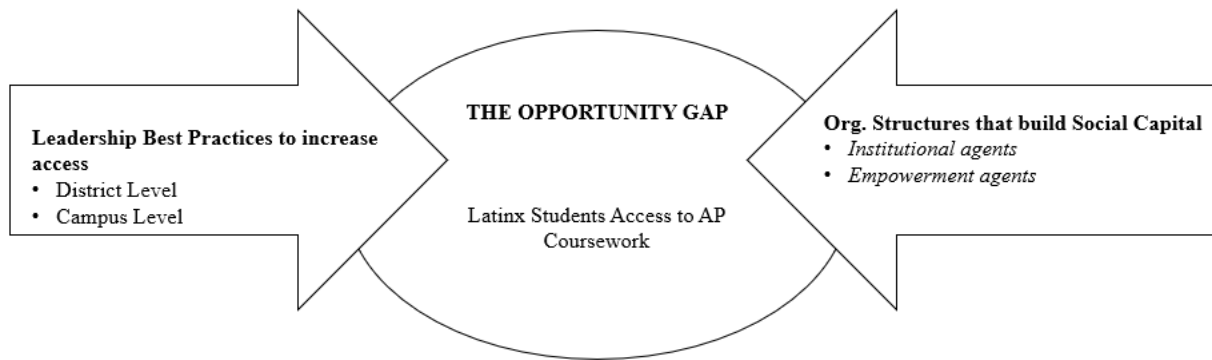 Leadership Best Practices to increase
access
• District Level
• Campus Level
THE OPPORTUNITY GAP
Latinx Students Access to AP
Coursework
Org. Structures that build Social Capital
• Institutional agents
• Empowerment agents